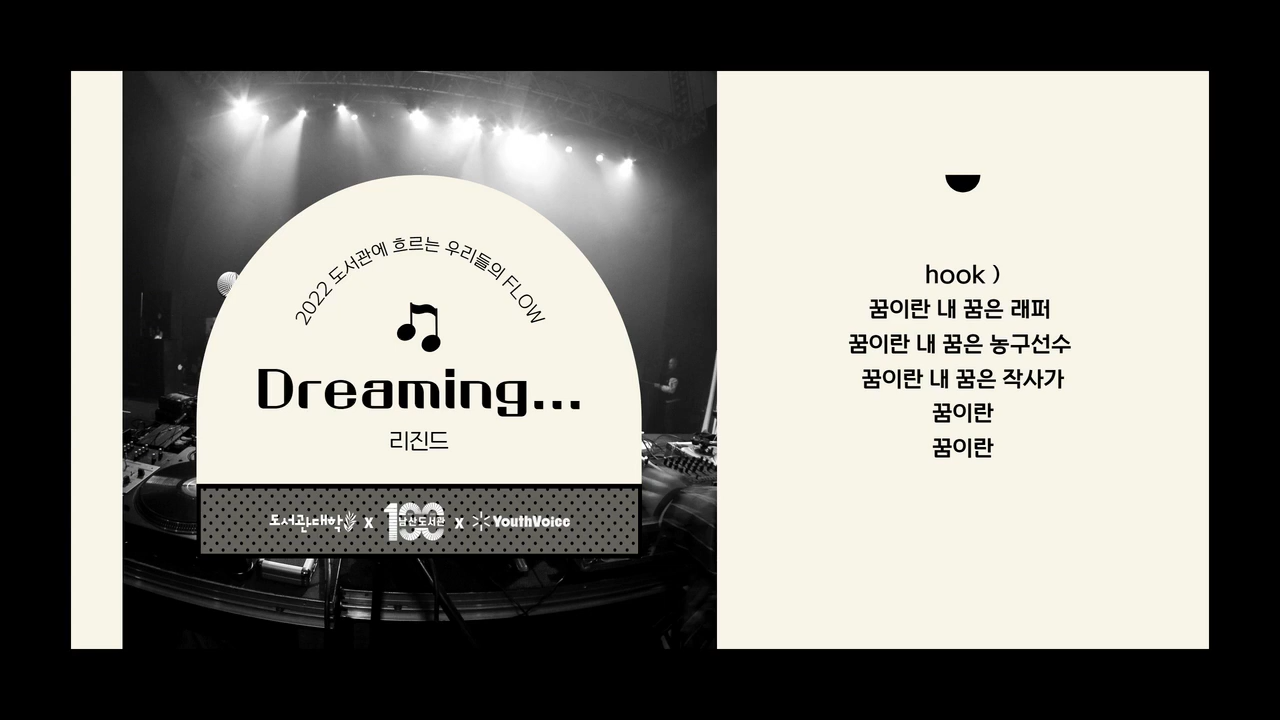 2022 도서관에 흐르는 우리들의 FLOW
Dreaming...
리진드
도서관대학 x 100 남산도서관 x YouthVoice
hook )
꿈이란 내 꿈은 래퍼
꿈이란 내 꿈은 농구선수
꿈이란 내 꿈은 작사가
꿈이란
꿈이란